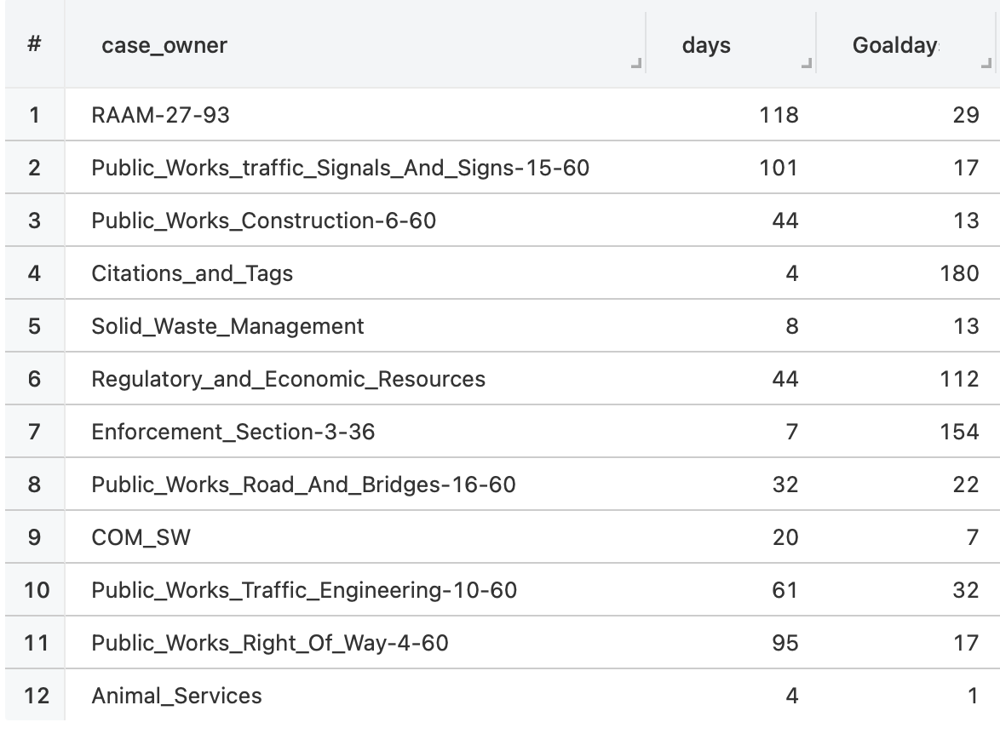 # case_owner days Goalday
1 RAAM-27-93 118 29
2 Public_Works_traffic_Signals_And_Signs-15-60 101 17
3 Public_Works_Construction-6-60 44 13
4 Citations_and_Tags 4 180
5 Solid_Waste_Management 8 13
6 Regulatory_and_Economic_Resources 44 112
7 Enforcement_Section-3-36 7 154
8 Public_Works_Road_And_Bridges-16-60 32 22
9 COM_SW 20 7
10 Public_Works_Traffic_Engineering-10-60 61 32
11 Public_Works_Right_Of_Way-4-60 95 17
12 Animal_Services 4 1